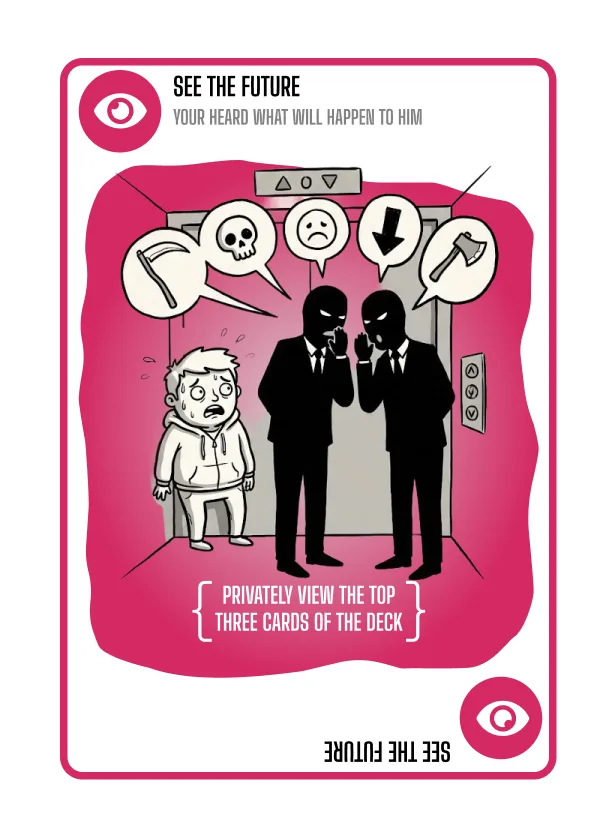 SEE THE FUTURE
YOUR HEARD WHAT WILL HAPPEN TO HIM
0
PRIVATELY VIEW THE TOP
THREE CARDS OF THE DECK
SEE THE FUTURE